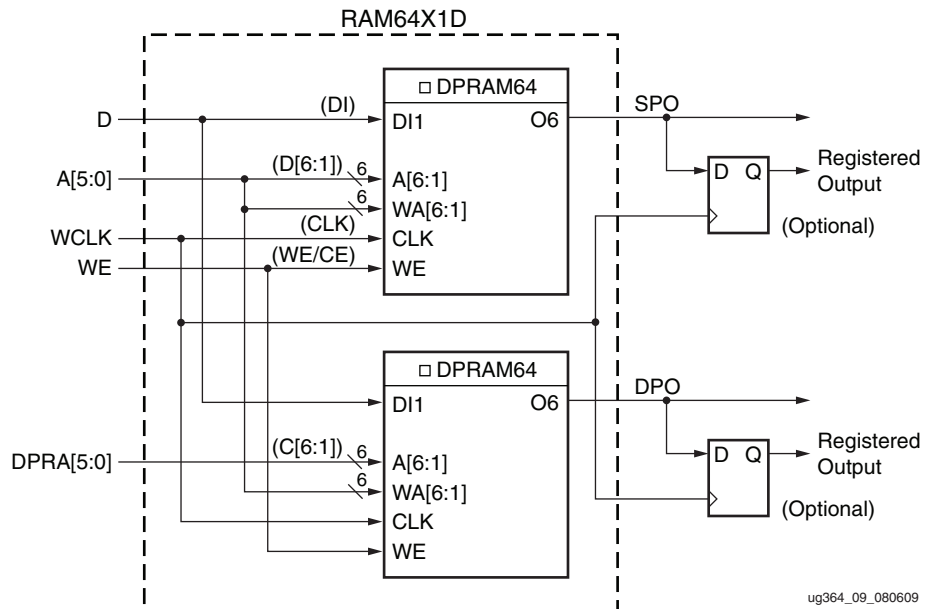 RAM64X1D
□ DPRAM64
D
(DI)
DI1
O6
SPO
A[5:0]
(D[6:1])
6
A[6:1]
D Q
Registered
Output
6
WA[6:1]
(Optional)
WCLK
(CLK)
CLK
WE
(WE/CE)
WE
□ DPRAM64
DI1
O6
DPO
DPRA[5:0]
(C[6:1])
6
A[6:1]
D Q
Registered
Output
6
WA[6:1]
(Optional)
CLK
WE
ug364_09_080609